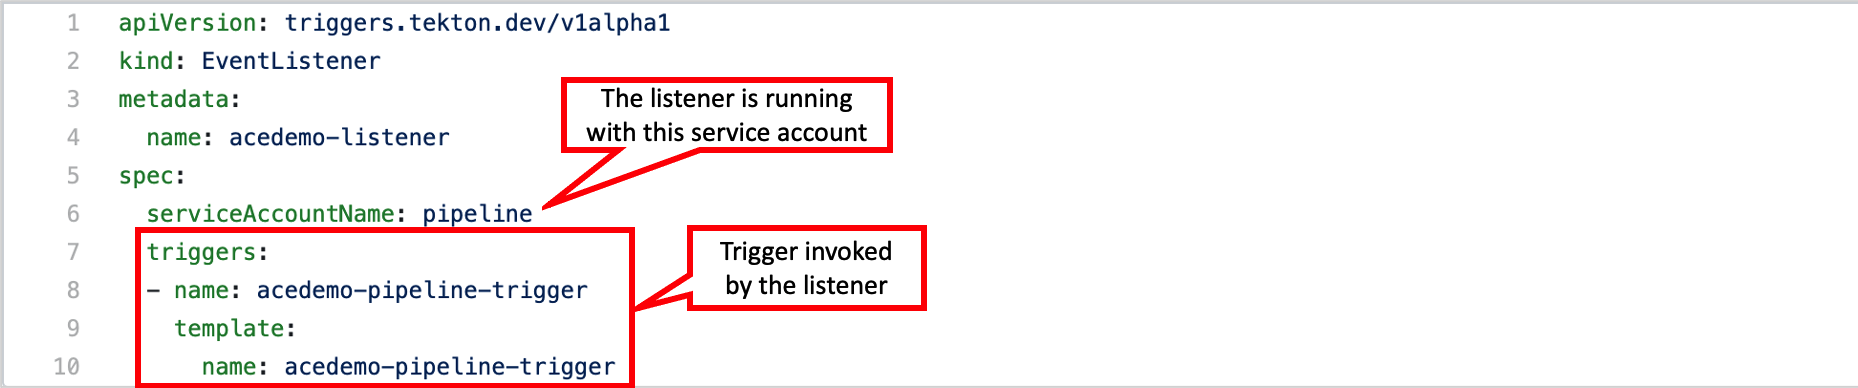 1 apiVersion: triggers.tekton.dev/v1alpha1
2 kind: EventListener
3 metadata:
4 name: acedemo-listener
5 spec:
6 serviceAccountName: pipeline
7 triggers:
8 - name: acedemo-pipeline-trigger
9 template:
10 name: acedemo-pipeline-trigger
The listener is running
with this service account
Trigger invoked
by the listener